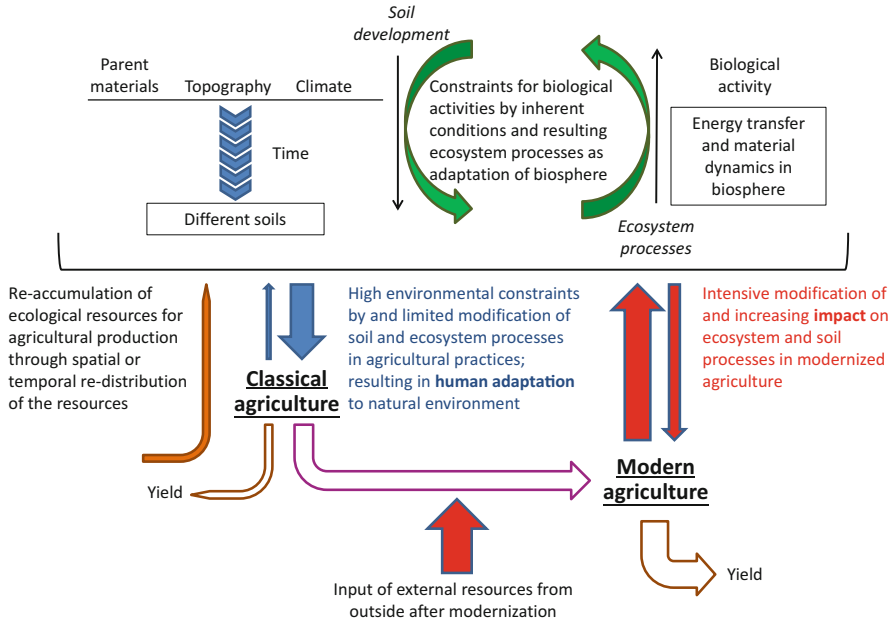 Soil
development
Parent
materials
Topography
Climate
Time
Different soils
Constraints for biological
activities by inherent
conditions and resulting
ecosystem processes as
adaptation of biosphere
Biological
activity
Energy transfer
and material
dynamics in
biosphere
Ecosystem
processes
Re-accumulation of
ecological resources for
agricultural production
through spatial or
temporal re-distribution
of the resources
High environmental constraints
by and limited modification of
soil and ecosystem processes
in agricultural practices;
resulting in human adaptation
to natural environment
Intensive modification of
and increasing impact on
ecosystem and soil
processes in modernized
agriculture
Classical
agriculture
Yield
Modern
agriculture
Yield
Input of external resources from
outside after modernization